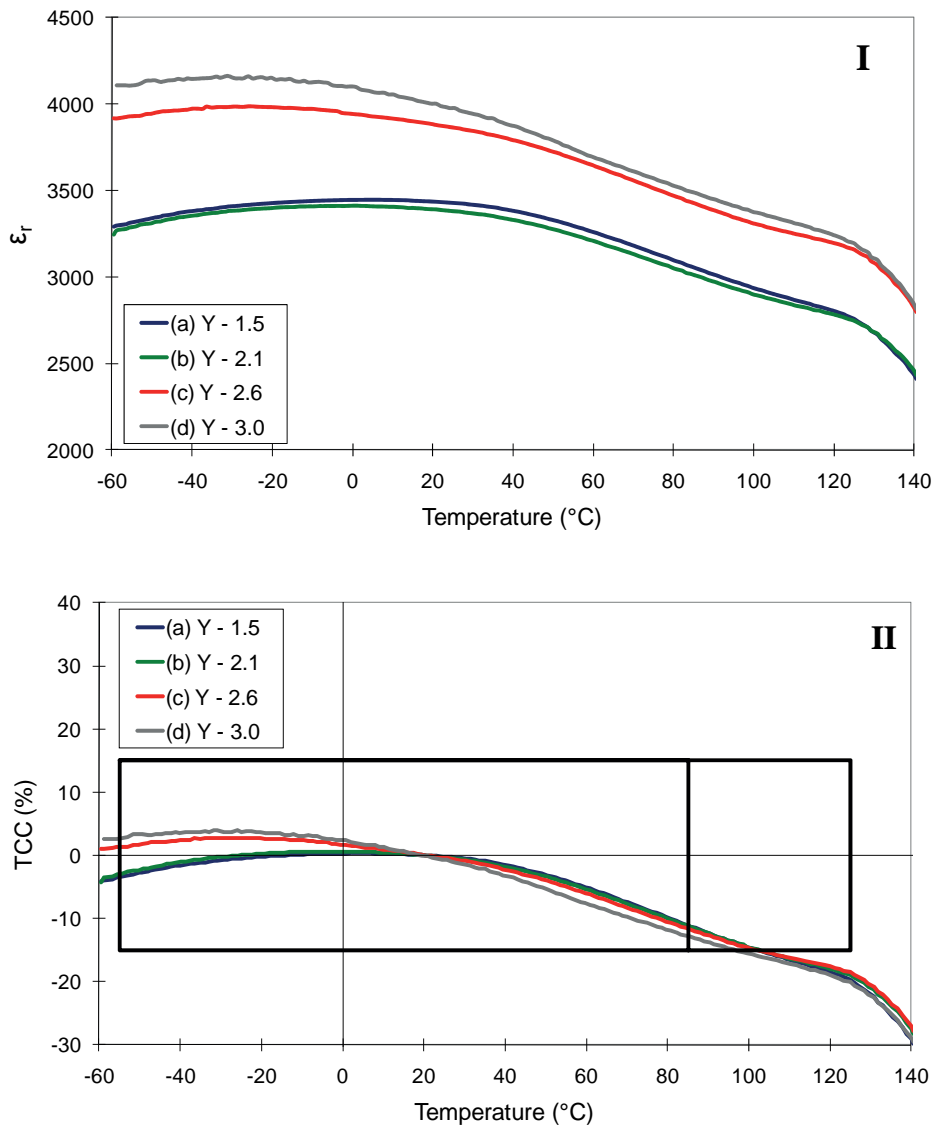 4500
I
4000
3500
εr
3000
(a) Y - 1.5
(b) Y - 2.1
2500
(c) Y - 2.6
(d) Y - 3.0
2000
-60 -40 -20 0 20 40 60 80 100 120 140
Temperature (°C)
40
(a) Y - 1.5
II
30
(b) Y - 2.1
(c) Y - 2.6
20
(d) Y - 3.0
10
TCC (%)
0
-10
-20
-30
-60 -40 -20 0 20 40 60 80 100 120 140
Temperature (°C)